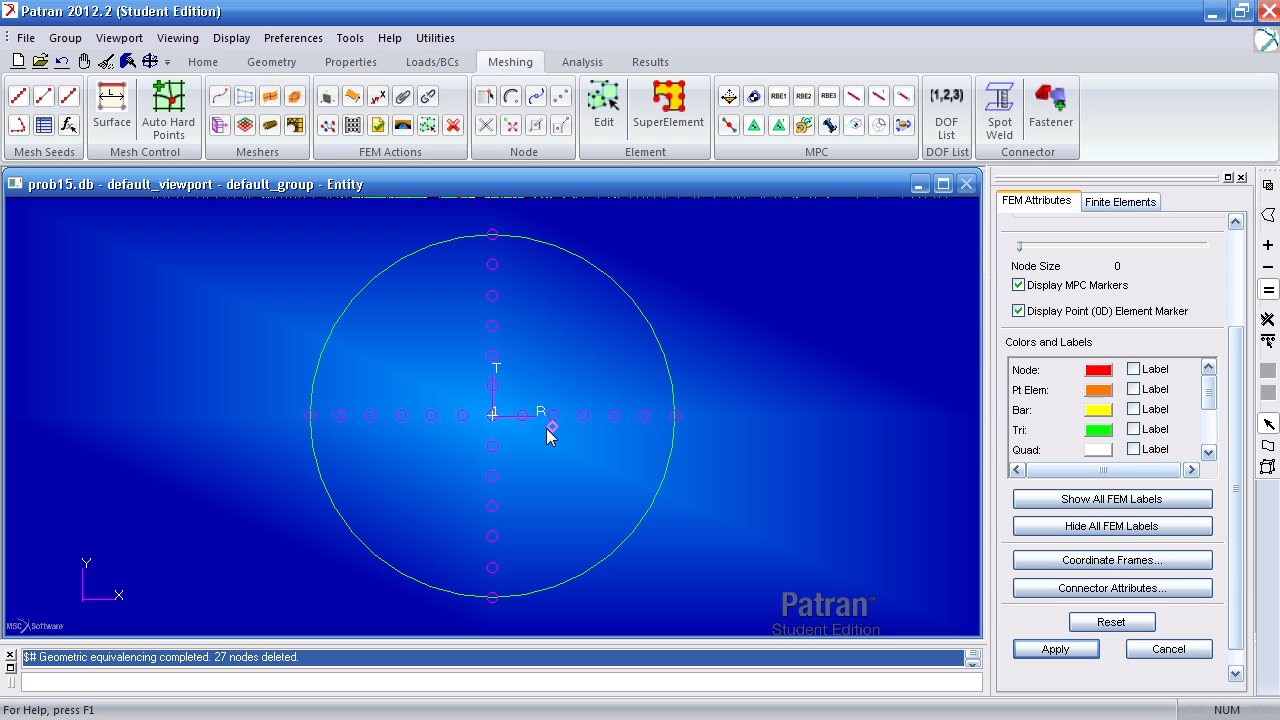 Patran 2012.2 (Student Edition)
File Group Viewport Viewing Display Preferences Tools Help Utilities
Home Geometry Properties Loads/BCs Meshing Analysis Results
RBE1 RBE2 RBE3 (1,2,3)
Surface Auto Hard Points Edit SuperElement DOF List Spot Weld Fastener
Mesh Seeds Mesh Control Meshers FEM Actions Node Element MPC DOF List Connector
prob15.db - default_viewport - default_group - Entity
FEM Attributes Finite Elements
Node Size 0
Display MPC Markers
Display Point (0D) Element Marker
Colors and Labels
Node: Label
Pt Elem: Label
Bar: Label
Tri: Label
Quad: Label
Show All FEM Labels
Hide All FEM Labels
Coordinate Frames...
Connector Attributes...
Reset
Apply Cancel
T
R
Y
X
MSC Software
Patran™
Student Edition
$# Geometric equivalencing completed. 27 nodes deleted.
For Help, press F1
NUM